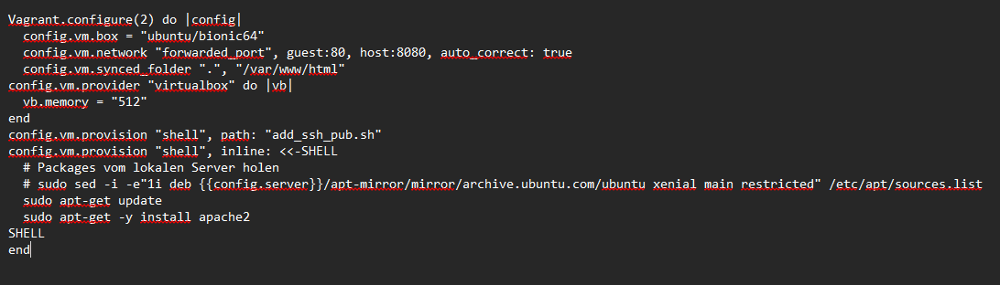 Vagrant.configure(2) do |config|
  config.vm.box = "ubuntu/bionic64"
  config.vm.network "forwarded_port", guest:80, host:8080, auto_correct: true
  config.vm.synced_folder ".", "/var/www/html"
config.vm.provider "virtualbox" do |vb|
  vb.memory = "512"
end
config.vm.provision "shell", path: "add_ssh_pub.sh"
config.vm.provision "shell", inline: <<-SHELL
  # Packages vom lokalen Server holen
  # sudo sed -i -e"1i deb {{config.server}}/apt-mirror/mirror/archive.ubuntu.com/ubuntu xenial main restricted" /etc/apt/sources.list
  sudo apt-get update
  sudo apt-get -y install apache2
SHELL
end